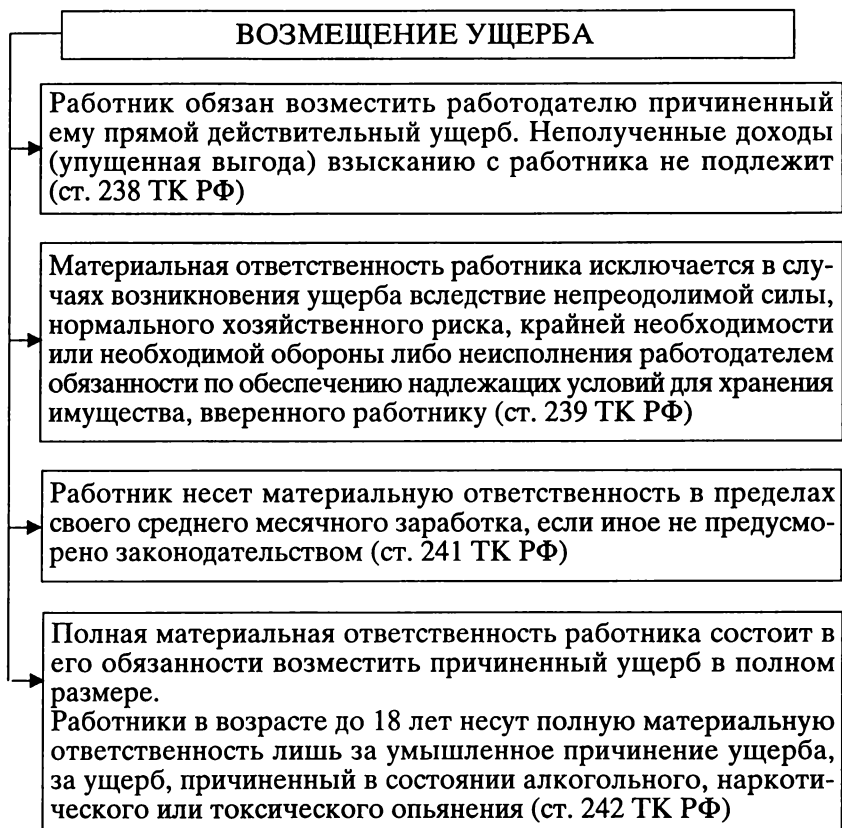 ВОЗМЕЩЕНИЕ УЩЕРБА
Работник обязан возместить работодателю причиненный
ему прямой действительный ущерб. Неполученные доходы
(упущенная выгода) взысканию с работника не подлежит
(ст. 238 ТК РФ)
Материальная ответственность работника исключается в слу-
чаях возникновения ущерба вследствие непреодолимой силы,
нормального хозяйственного риска, крайней необходимости
или необходимой обороны либо неисполнения работодателем
обязанности по обеспечению надлежащих условий для хранения
имущества, вверенного работнику (ст. 239 ТК РФ)
Работник несет материальную ответственность в пределах
своего среднего месячного заработка, если иное не предусмо-
рено законодательством (ст. 241 ТК РФ)
Полная материальная ответственность работника состоит в
его обязанности возместить причиненный ущерб в полном
размере.
Работники в возрасте до 18 лет несут полную материальную
ответственность лишь за умышленное причинение ущерба,
за ущерб, причиненный в состоянии алкогольного, наркоти-
ческого или токсического опьянения (ст. 242 ТК РФ)